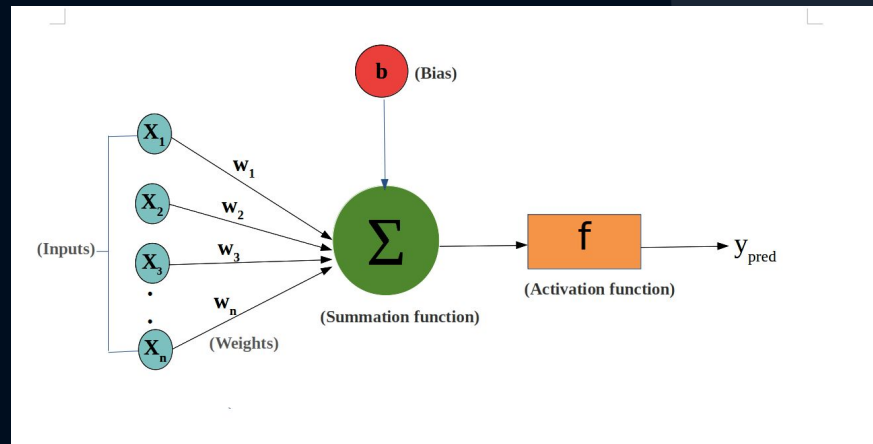 b (Bias)
X1
w1
X2
w2
(Inputs)
X3
w3
.
.
Xn
wn
(Weights)
Σ
(Summation function)
f
(Activation function)
ypred